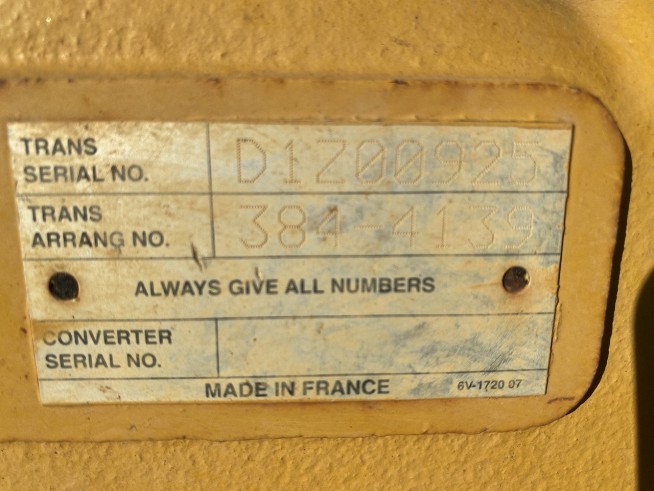 TRANS
SERIAL NO.
D1Z00925
TRANS
ARRANG NO.
384-4139
ALWAYS GIVE ALL NUMBERS
CONVERTER
SERIAL NO.
MADE IN FRANCE
6V-1720 07